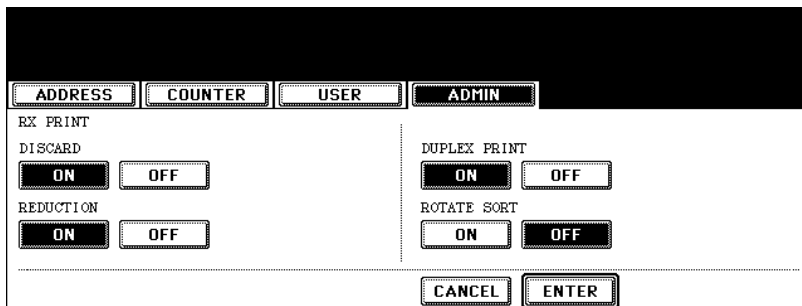 ADDRESS COUNTER USER ADMIN
RX PRINT
DISCARD
ON OFF
REDUCTION
ON OFF
DUPLEX PRINT
ON OFF
ROTATE SORT
ON OFF
CANCEL ENTER